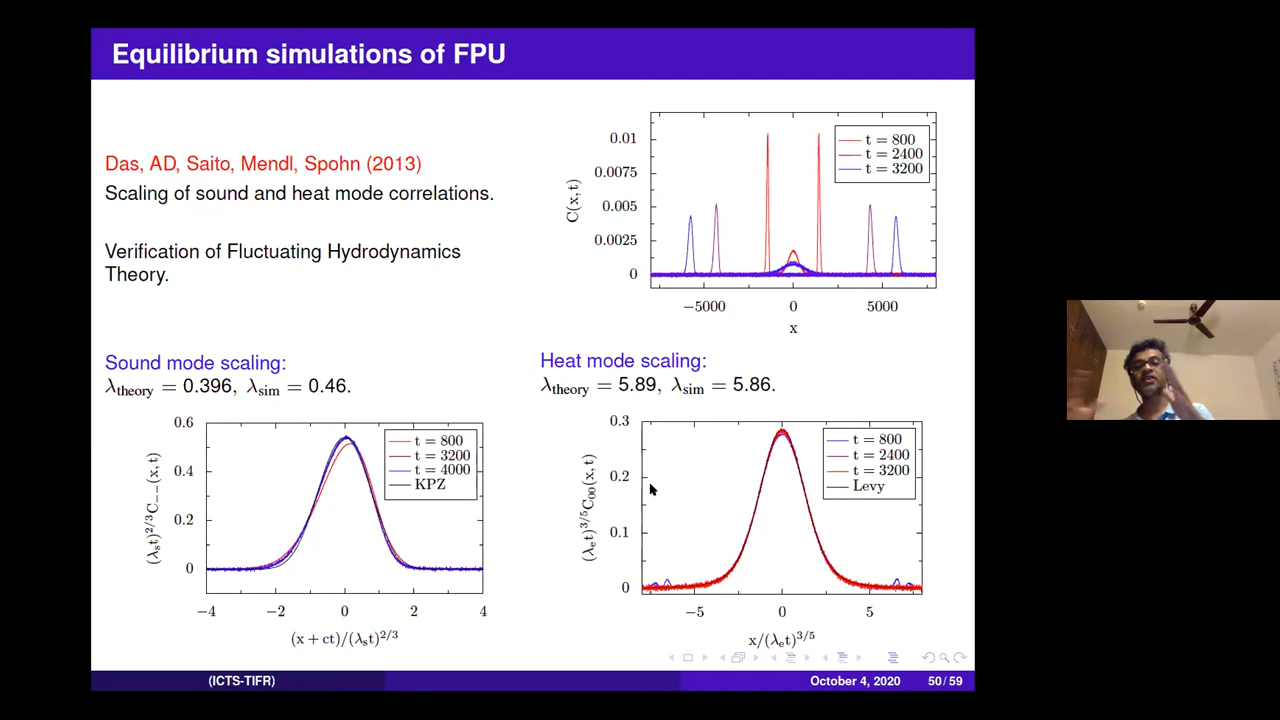 Equilibrium simulations of FPU
Das, AD, Saito, Mendl, Spohn (2013)
Scaling of sound and heat mode correlations.
Verification of Fluctuating Hydrodynamics
Theory.
C(x,t)
0.01
0.0075
0.005
0.0025
0
t = 800
t = 2400
t = 3200
−5000 0 5000
x
Sound mode scaling:
λtheory = 0.396, λsim = 0.46.
(λst)^2/3C−−(x,t)
0.6
0.4
0.2
0
t = 800
t = 3200
t = 4000
KPZ
−4 −2 0 2 4
(x + ct)/(λst)^2/3
Heat mode scaling:
λtheory = 5.89, λsim = 5.86.
(λet)^3/5C00(x,t)
0.3
0.2
0.1
0
t = 800
t = 2400
t = 3200
Levy
−5 0 5
x/(λet)^3/5
(ICTS-TIFR) October 4, 2020 50/59